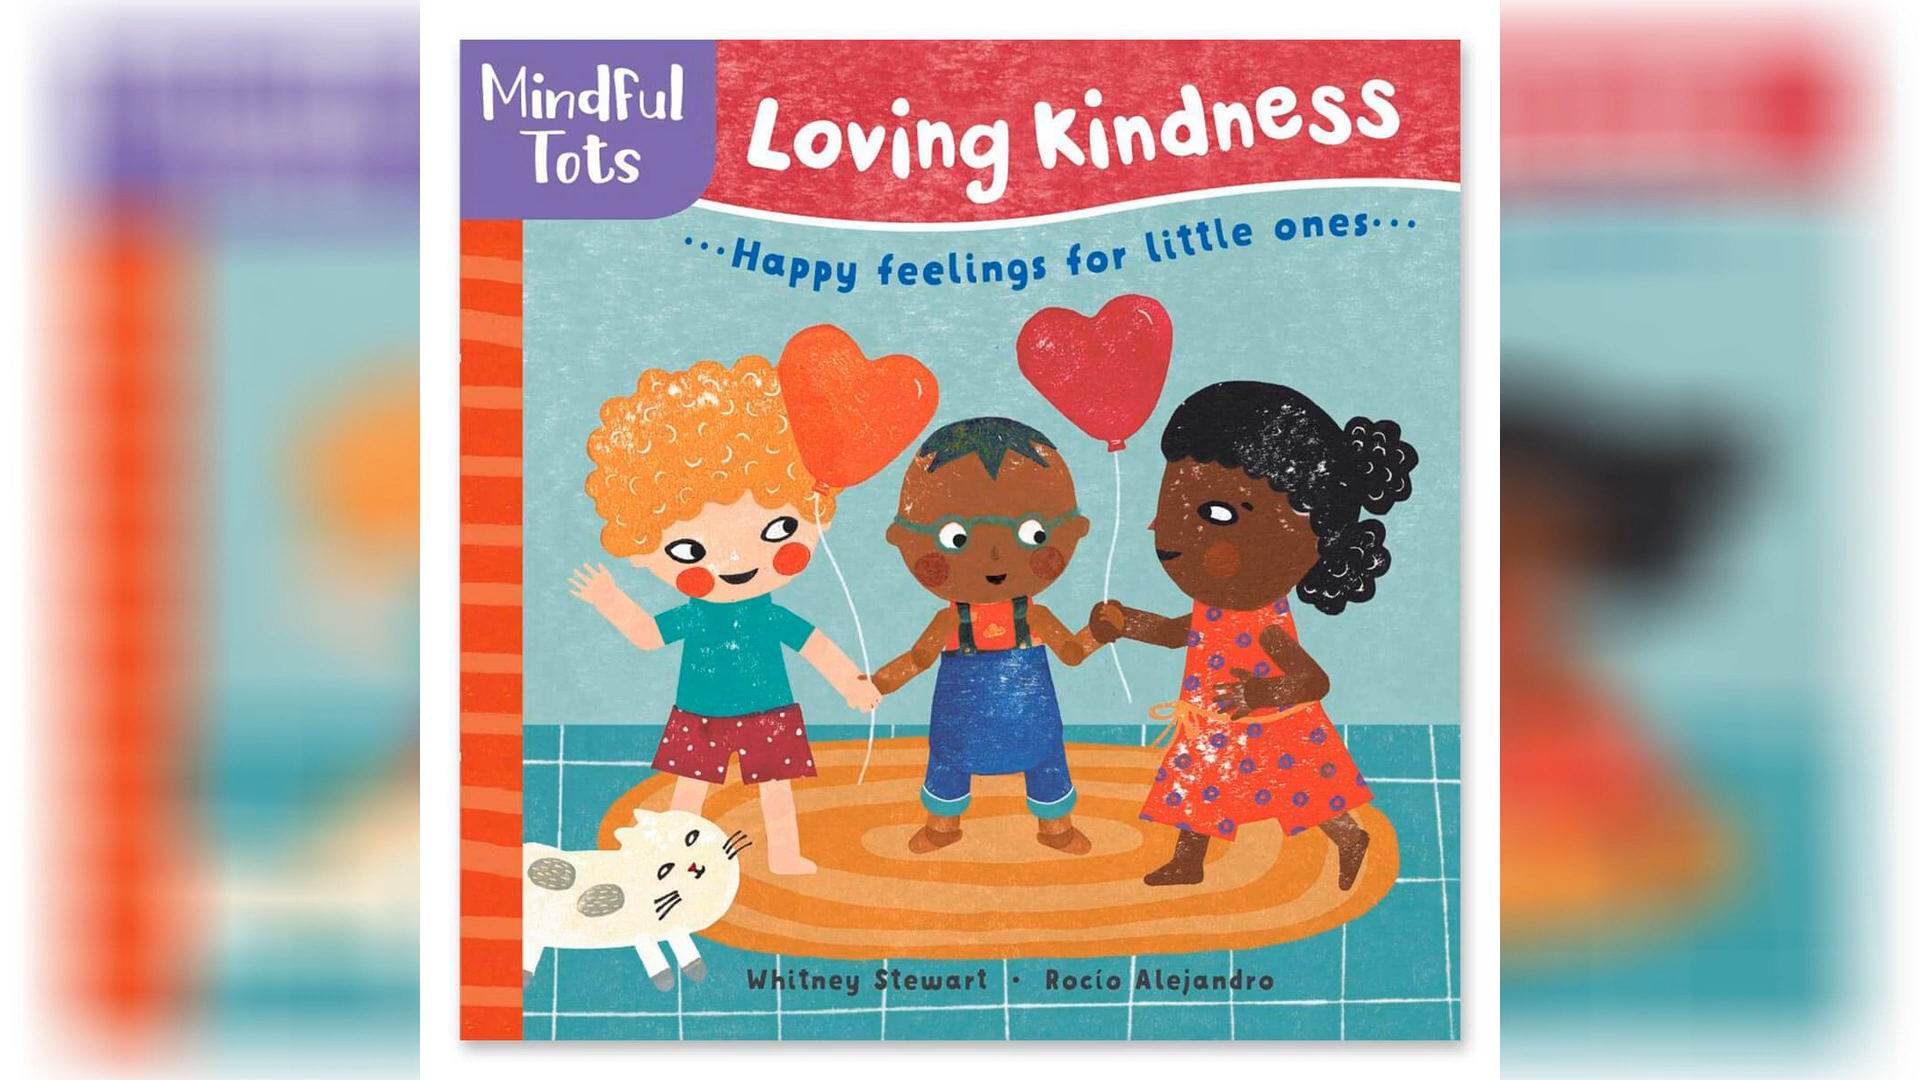 Mindful
Tots
Loving Kindness
...Happy feelings for little ones...
Whitney Stewart • Rocío Alejandro